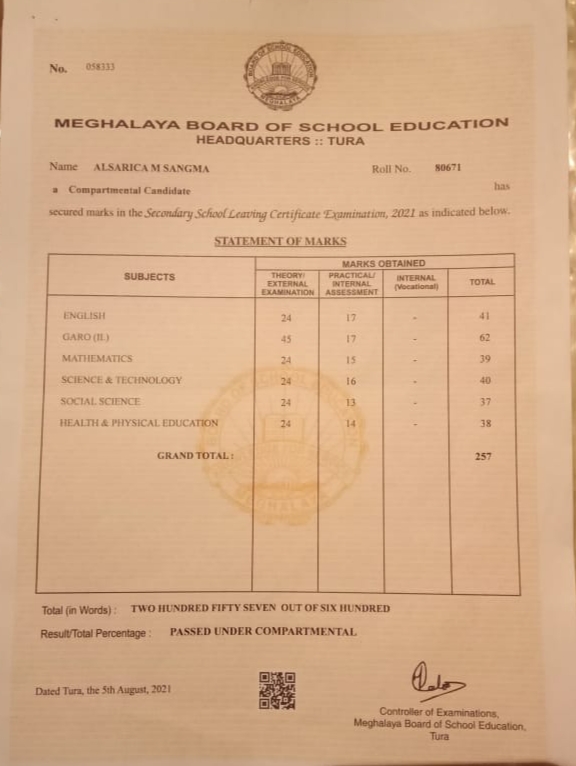 No. 058333
BOARD OF SCHOOL EDUCATION
MEGHALAYA
MEGHALAYA BOARD OF SCHOOL EDUCATION
HEADQUARTERS :: TURA
Name ALSARICA M SANGMA Roll No. 80671
a Compartmental Candidate has
secured marks in the Secondary School Leaving Certificate Examination, 2021 as indicated below.
STATEMENT OF MARKS
SUBJECTS MARKS OBTAINED
THEORY/ EXTERNAL EXAMINATION PRACTICAL/ INTERNAL ASSESSMENT INTERNAL (Vocational) TOTAL
ENGLISH 24 17 - 41
GARO (IL) 45 17 - 62
MATHEMATICS 24 15 - 39
SCIENCE & TECHNOLOGY 24 16 - 40
SOCIAL SCIENCE 24 13 - 37
HEALTH & PHYSICAL EDUCATION 24 14 - 38
GRAND TOTAL : 257
Total (in Words) : TWO HUNDRED FIFTY SEVEN OUT OF SIX HUNDRED
Result/Total Percentage : PASSED UNDER COMPARTMENTAL
Dated Tura, the 5th August, 2021
Controller of Examinations,
Meghalaya Board of School Education,
Tura